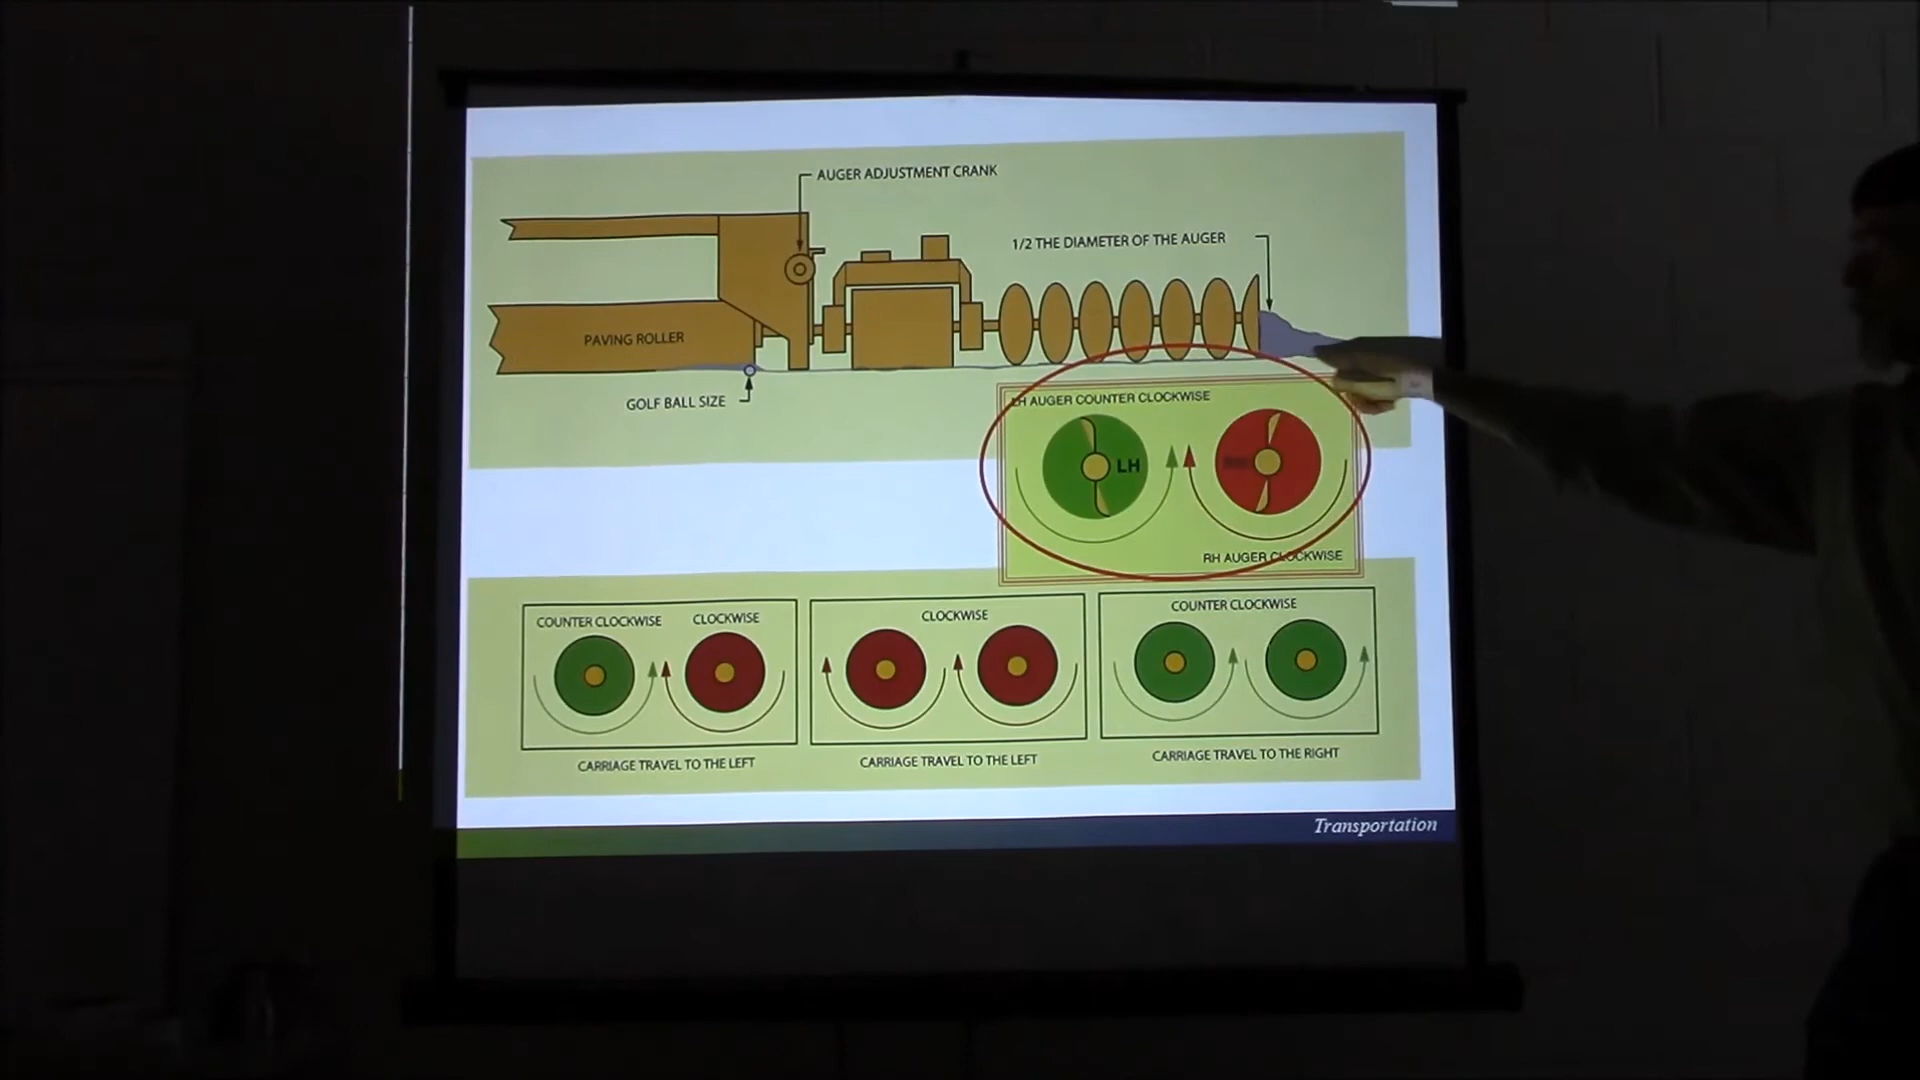 AUGER ADJUSTMENT CRANK
1/2 THE DIAMETER OF THE AUGER
PAVING ROLLER
GOLF BALL SIZE
LH AUGER COUNTER CLOCKWISE
LH
RH AUGER CLOCKWISE
COUNTER CLOCKWISE
CLOCKWISE
CARRIAGE TRAVEL TO THE LEFT
CLOCKWISE
CARRIAGE TRAVEL TO THE LEFT
COUNTER CLOCKWISE
CARRIAGE TRAVEL TO THE RIGHT
Transportation